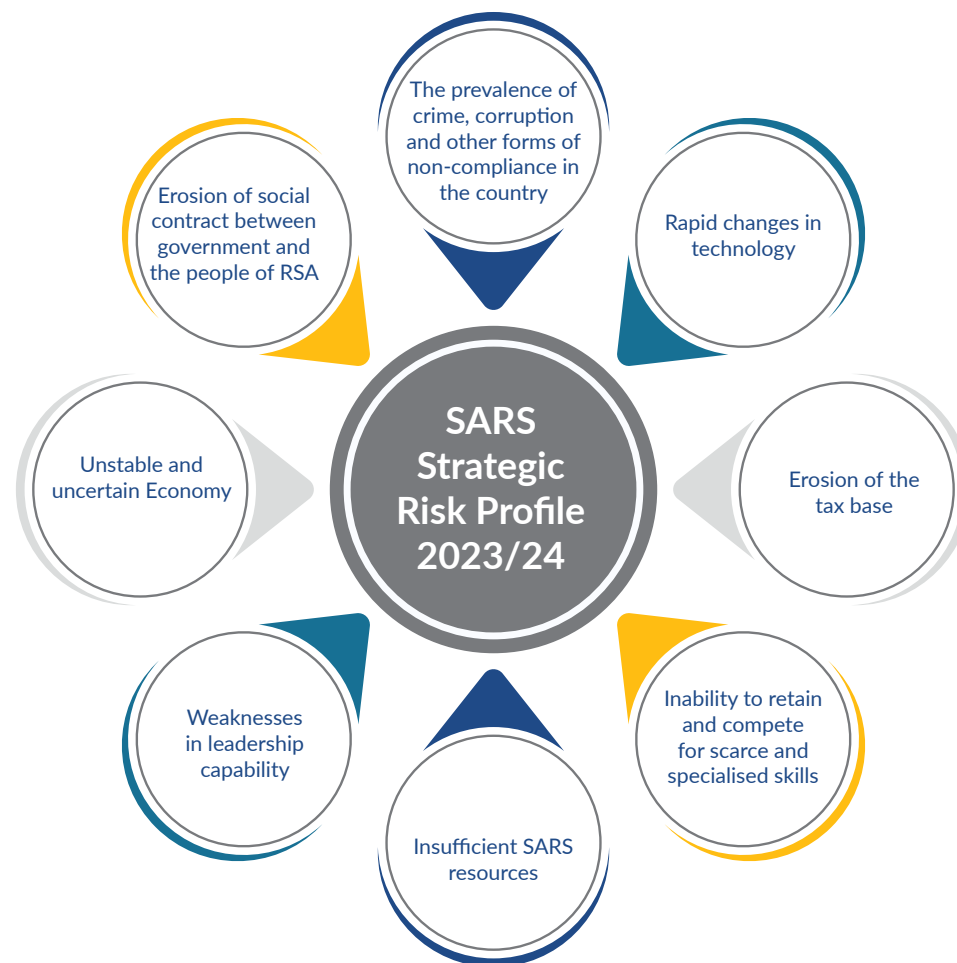 The prevalence of
crime, corruption
and other forms of
non-compliance in
the country
Rapid changes in
technology
Erosion of the
tax base
Inability to retain
and compete
for scarce and
specialised skills
Insufficient SARS
resources
Weaknesses
in leadership
capability
Unstable and
uncertain Economy
Erosion of social
contract between
government and
the people of RSA
SARS
Strategic
Risk Profile
2023/24